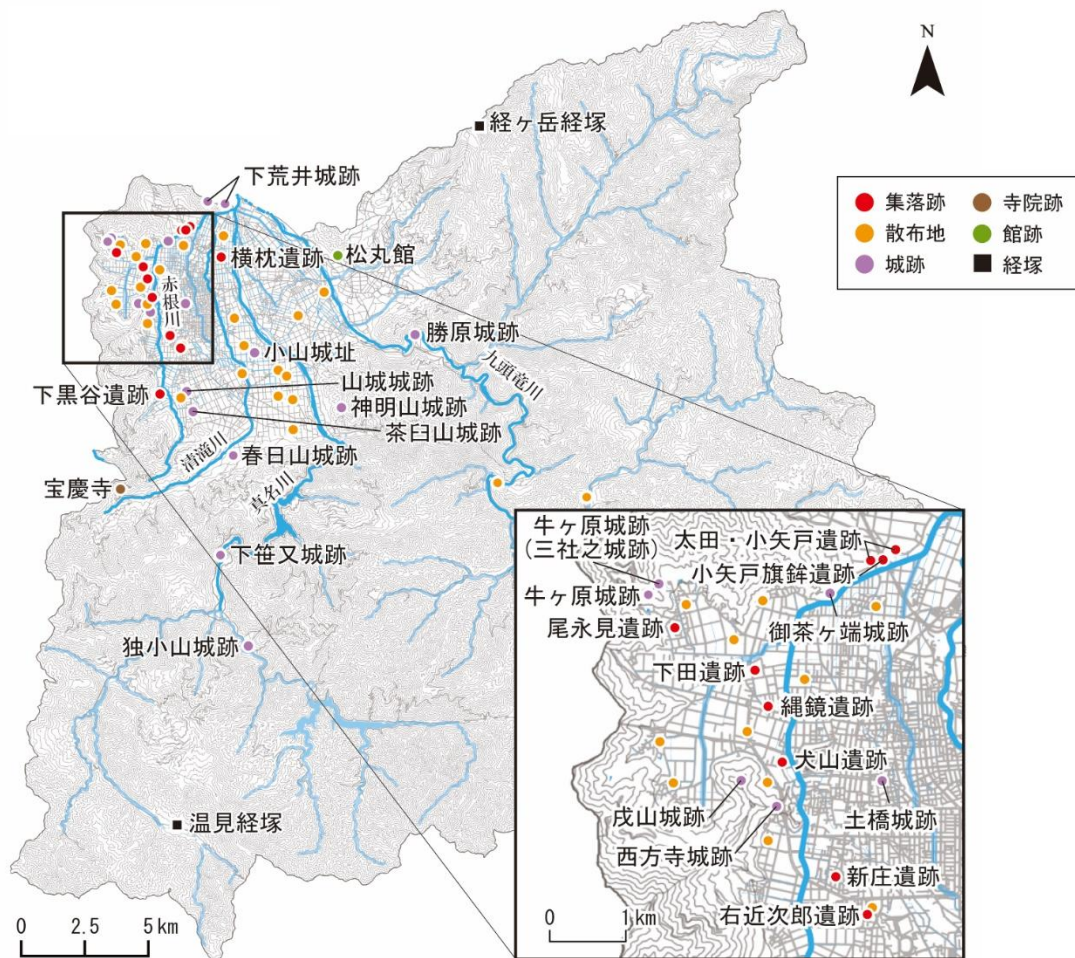 N
経ヶ岳経塚
下荒井城跡
集落跡
散布地
城跡
寺院跡
館跡
経塚
横枕遺跡
松丸館
赤根川
勝原城跡
九頭竜川
小山城址
下黒谷遺跡
山城城跡
神明山城跡
茶臼山城跡
清滝川
春日山城跡
宝慶寺
真名川
下笹又城跡
独小山城跡
温見経塚
0 2.5 5km
牛ヶ原城跡
(三社之城跡)
太田・小矢戸遺跡
小矢戸旗鉾遺跡
牛ヶ原城跡
尾永見遺跡
御茶ヶ端城跡
下田遺跡
縄鏡遺跡
犬山遺跡
戌山城跡
土橋城跡
西方寺城跡
新庄遺跡
右近次郎遺跡
0 1km